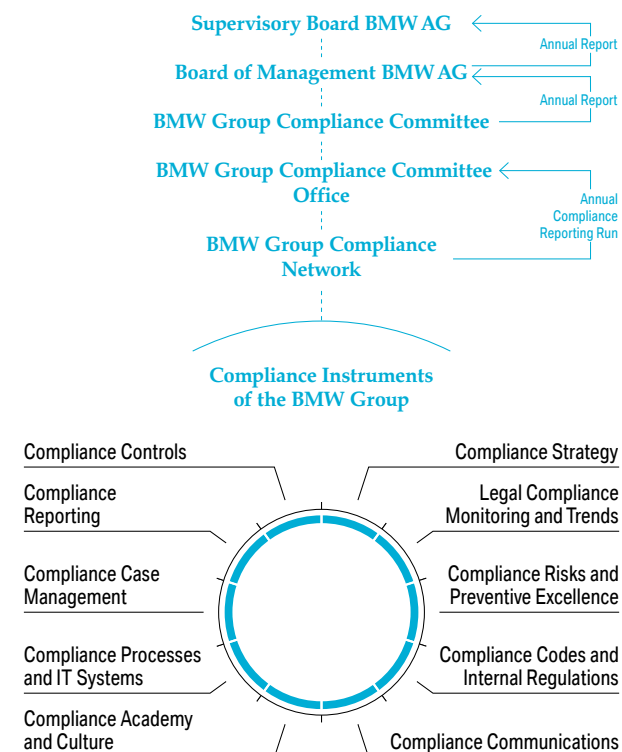 Supervisory Board BMW AG
Annual Report
Board of Management BMW AG
Annual Report
BMW Group Compliance Committee
BMW Group Compliance Committee
Office
Annual
Compliance
Reporting Run
BMW Group Compliance
Network
Compliance Instruments
of the BMW Group
Compliance Controls
Compliance Strategy
Compliance
Reporting
Legal Compliance
Monitoring and Trends
Compliance Case
Management
Compliance Risks and
Preventive Excellence
Compliance Processes
and IT Systems
Compliance Codes and
Internal Regulations
Compliance Academy
and Culture
Compliance Communications